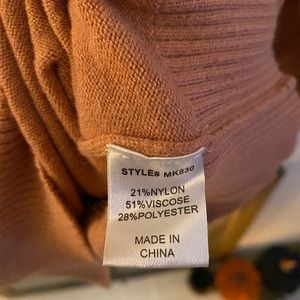 STYLE# MK830
21%NYLON
51%VISCOSE
28%POLYESTER
MADE IN
CHINA